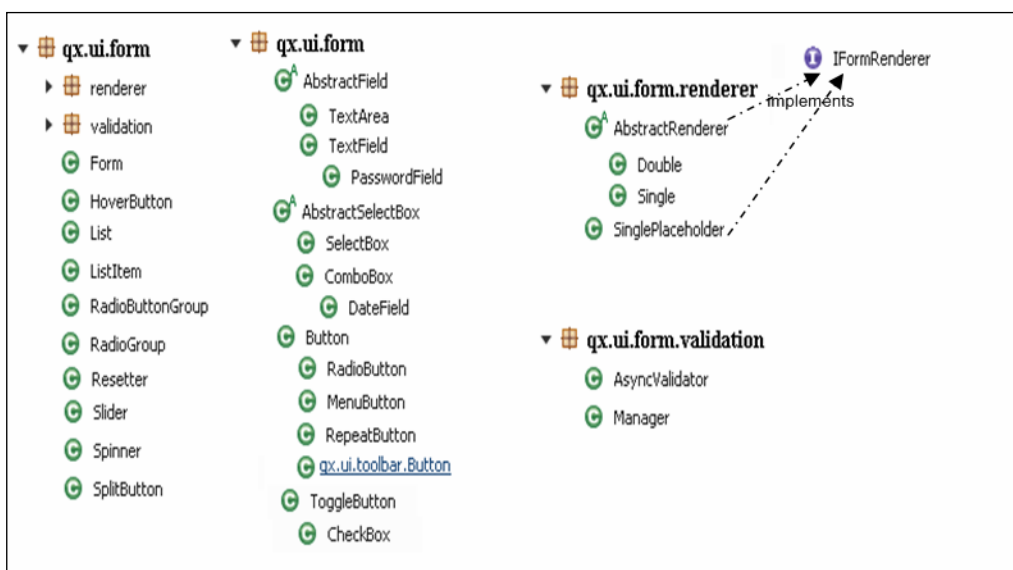 qx.ui.form
renderer
validation
Form
HoverButton
List
ListItem
RadioButtonGroup
RadioGroup
Resetter
Slider
Spinner
SplitButton
qx.ui.form
AbstractField
TextArea
TextField
PasswordField
AbstractSelectBox
SelectBox
ComboBox
DateField
Button
RadioButton
MenuButton
RepeatButton
qx.ui.toolbar.Button
ToggleButton
CheckBox
IFormRenderer
qx.ui.form.renderer
implements
AbstractRenderer
Double
Single
SinglePlaceholder
qx.ui.form.validation
AsyncValidator
Manager